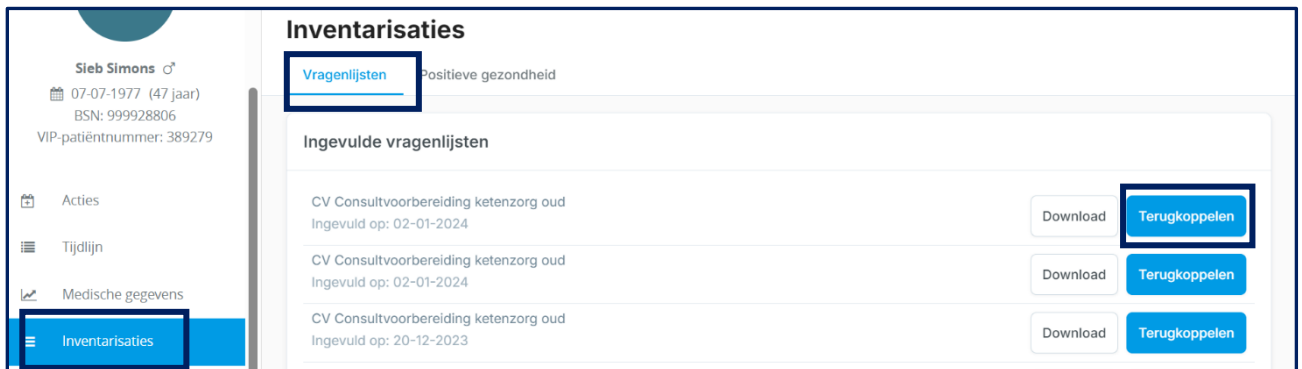 Sieb Simons ♂
07-07-1977 (47 jaar)
BSN: 999928806
VIP-patiëntnummer: 389279
Acties
Tijdlijn
Medische gegevens
Inventarisaties
Inventarisaties
Vragenlijsten Positieve gezondheid
Ingevulde vragenlijsten
CV Consultvoorbereiding ketenzorg oud
Ingevuld op: 02-01-2024
Download Terugkoppelen
CV Consultvoorbereiding ketenzorg oud
Ingevuld op: 02-01-2024
Download Terugkoppelen
CV Consultvoorbereiding ketenzorg oud
Ingevuld op: 20-12-2023
Download Terugkoppelen